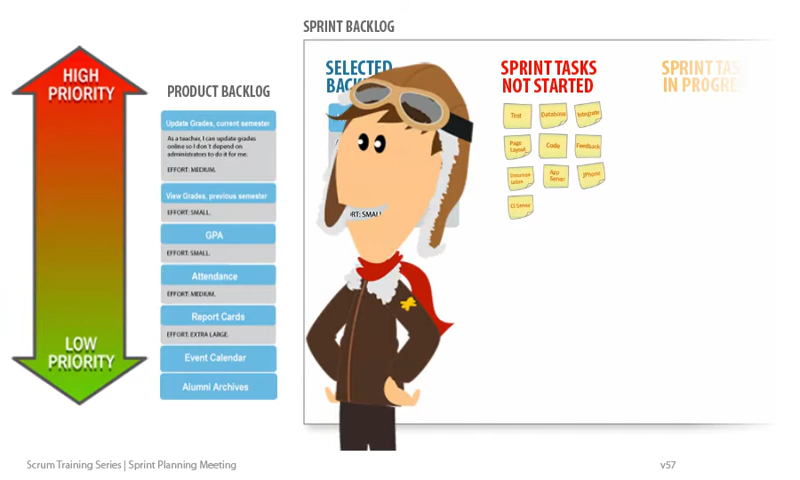 SPRINT BACKLOG
HIGH
PRIORITY
LOW
PRIORITY
PRODUCT BACKLOG
Update Grades, current semester
As a teacher, I can update grades
online so I don't depend on
administrators to do it for me.
EFFORT: MEDIUM.
View Grades, previous semester
EFFORT: SMALL.
GPA
EFFORT: SMALL.
Attendance
EFFORT: MEDIUM.
Report Cards
EFFORT: EXTRA LARGE.
Event Calendar
Alumni Archives
SELECTED
RT: SMALL
SPRINT TASKS
NOT STARTED
Test
Database
Integrate
Page
Layout
Code
Feedback
App
Server
iPhone
CI Server
SPRINT
IN PROGRE
Scrum Training Series | Sprint Planning Meeting
v57